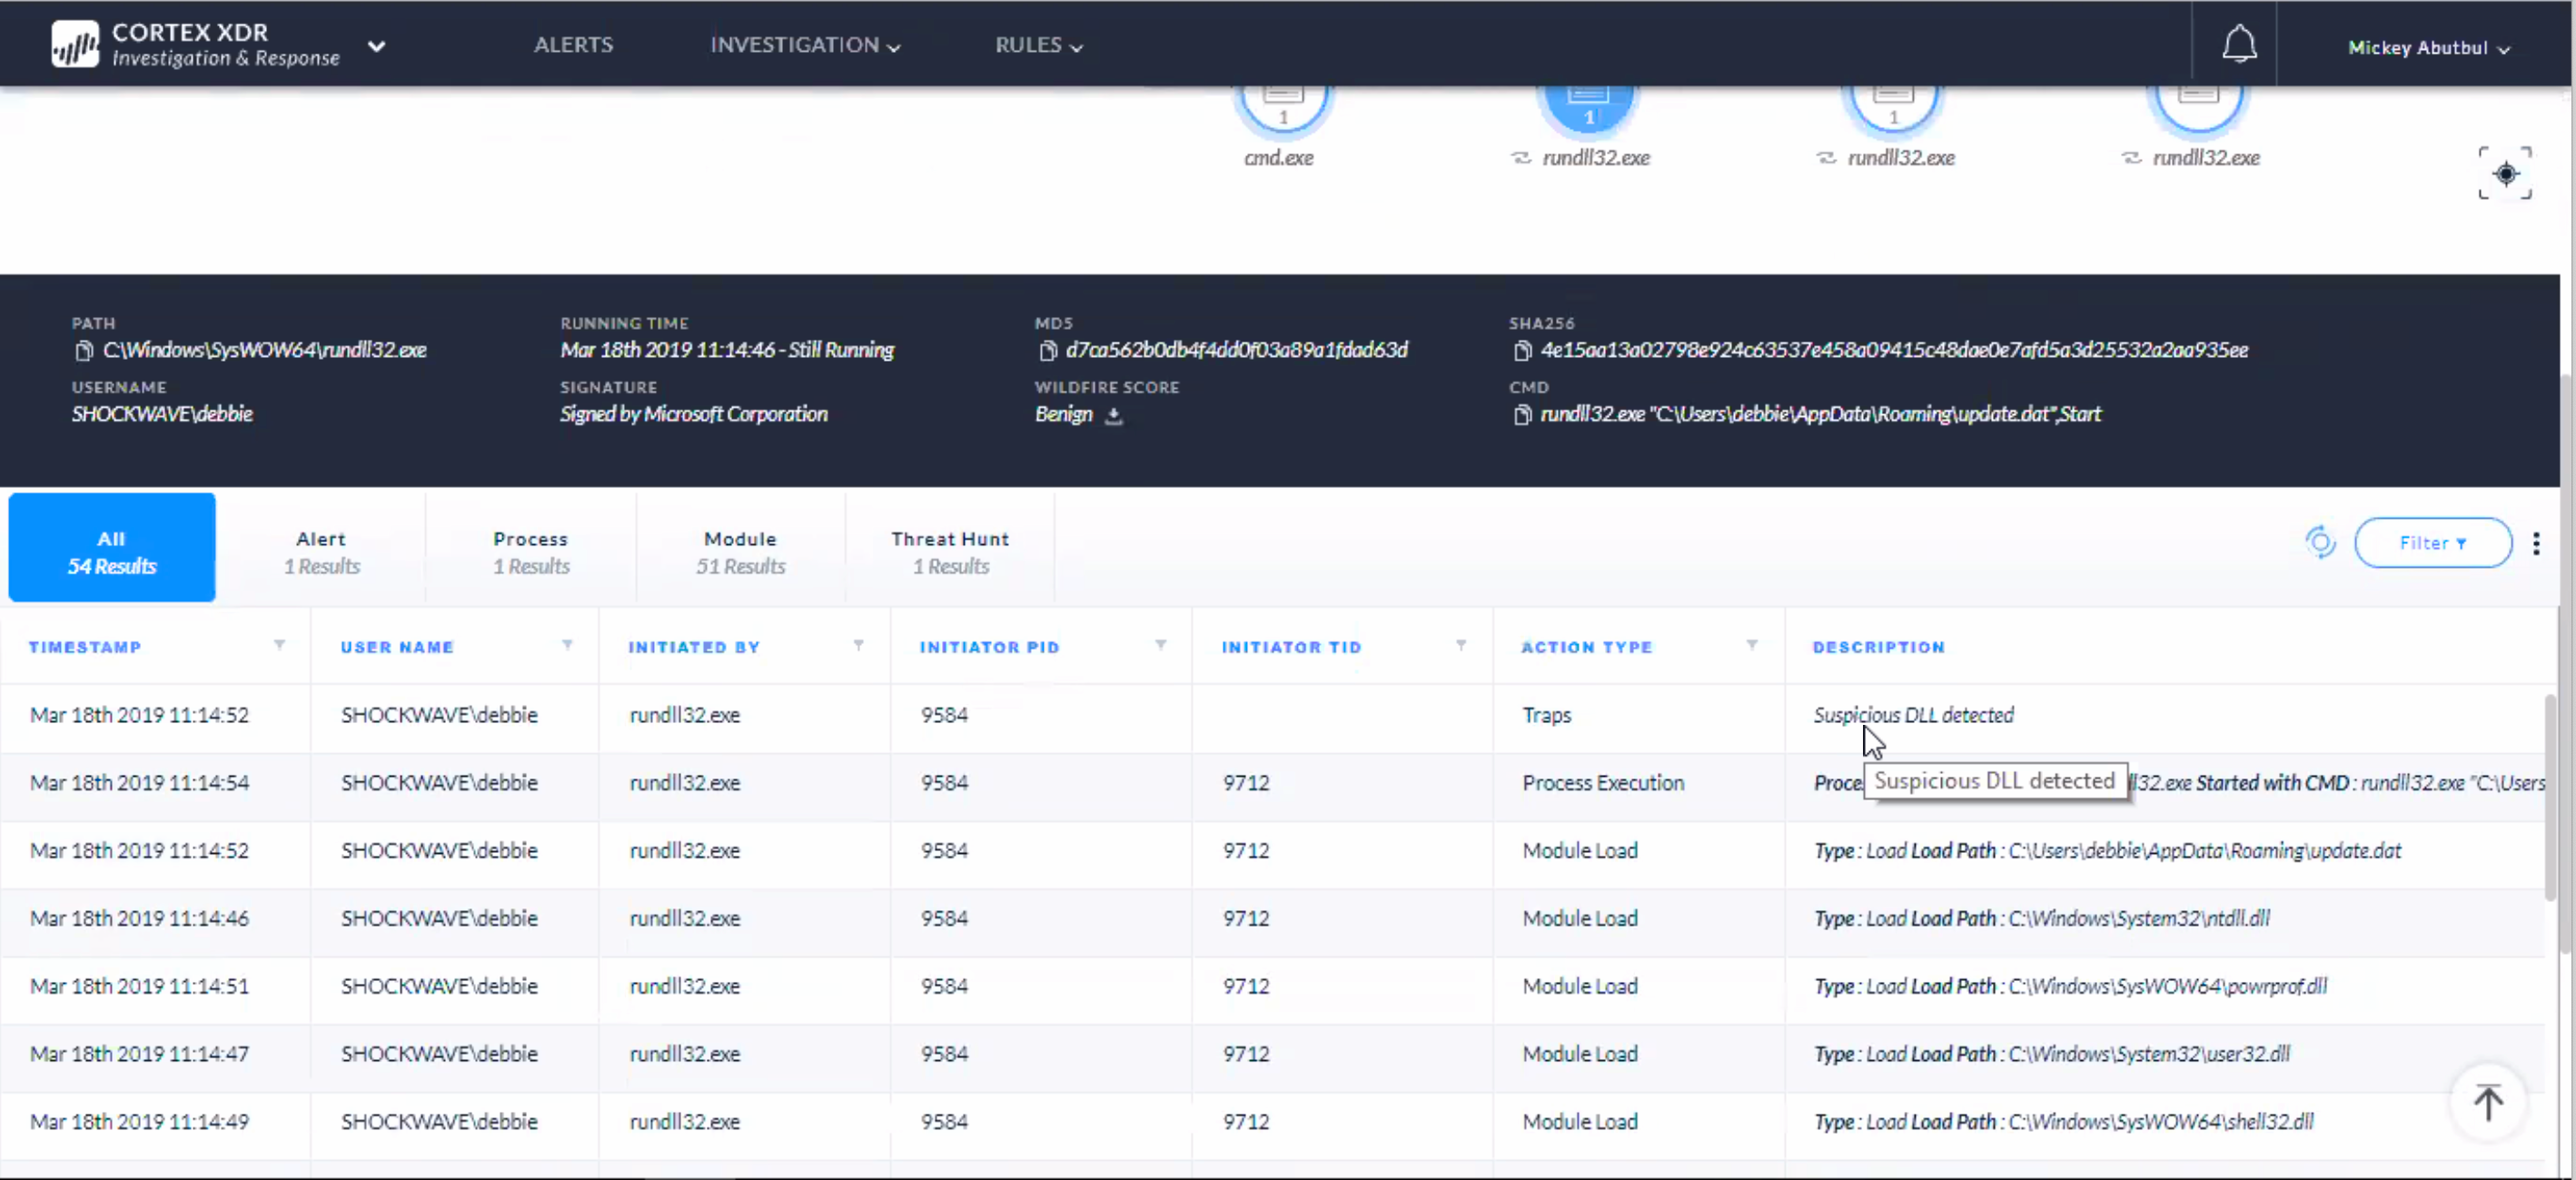 CORTEX XDR
Investigation & Response
ALERTS
INVESTIGATION
RULES
Mickey Abutbul
1
1
1
cmd.exe
rundll32.exe
rundll32.exe
rundll32.exe
PATH
C:\Windows\SysWOW64\rundll32.exe
RUNNING TIME
Mar 18th 2019 11:14:46 - Still Running
MD5
d7ca562b0db4f4dd0f03a89a1fdad63d
SHA256
4e15aa13a02798e924c63537e458a09415c48dae0e7afd5a3d25532a2aa935ee
USERNAME
SHOCKWAVE\debbie
SIGNATURE
Signed by Microsoft Corporation
WILDFIRE SCORE
Benign
CMD
rundll32.exe "C:\Users\debbie\AppData\Roaming\update.dat",Start
All
54 Results
Alert
1 Results
Process
1 Results
Module
51 Results
Threat Hunt
1 Results
Filter
TIMESTAMP USER NAME INITIATED BY INITIATOR PID INITIATOR TID ACTION TYPE DESCRIPTION
Mar 18th 2019 11:14:52 SHOCKWAVE\debbie rundll32.exe 9584 Traps Suspicious DLL detected
Mar 18th 2019 11:14:54 SHOCKWAVE\debbie rundll32.exe 9584 9712 Process Execution Proce ll32.exe Started with CMD : rundll32.exe "C:\Users
Suspicious DLL detected
Mar 18th 2019 11:14:52 SHOCKWAVE\debbie rundll32.exe 9584 9712 Module Load Type : Load Load Path : C:\Users\debbie\AppData\Roaming\update.dat
Mar 18th 2019 11:14:46 SHOCKWAVE\debbie rundll32.exe 9584 9712 Module Load Type : Load Load Path : C:\Windows\System32\ntdll.dll
Mar 18th 2019 11:14:51 SHOCKWAVE\debbie rundll32.exe 9584 9712 Module Load Type : Load Load Path : C:\Windows\SysWOW64\powrprof.dll
Mar 18th 2019 11:14:47 SHOCKWAVE\debbie rundll32.exe 9584 9712 Module Load Type : Load Load Path : C:\Windows\System32\user32.dll
Mar 18th 2019 11:14:49 SHOCKWAVE\debbie rundll32.exe 9584 9712 Module Load Type : Load Load Path : C:\Windows\SysWOW64\shell32.dll